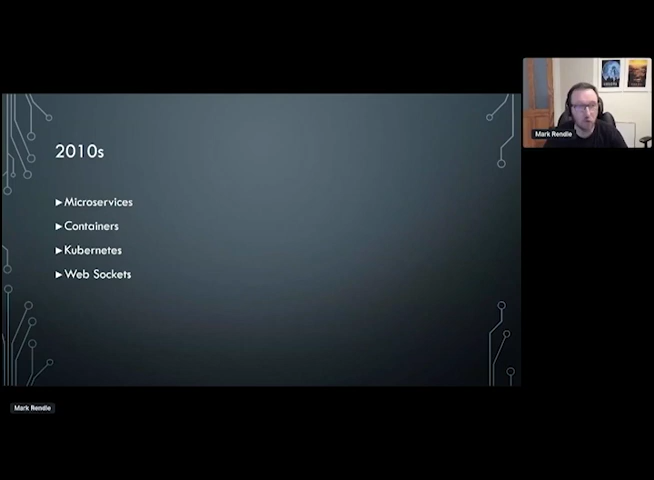 2010s
▶Microservices
▶Containers
▶Kubernetes
▶Web Sockets
Mark Rendle
Mark Rendle